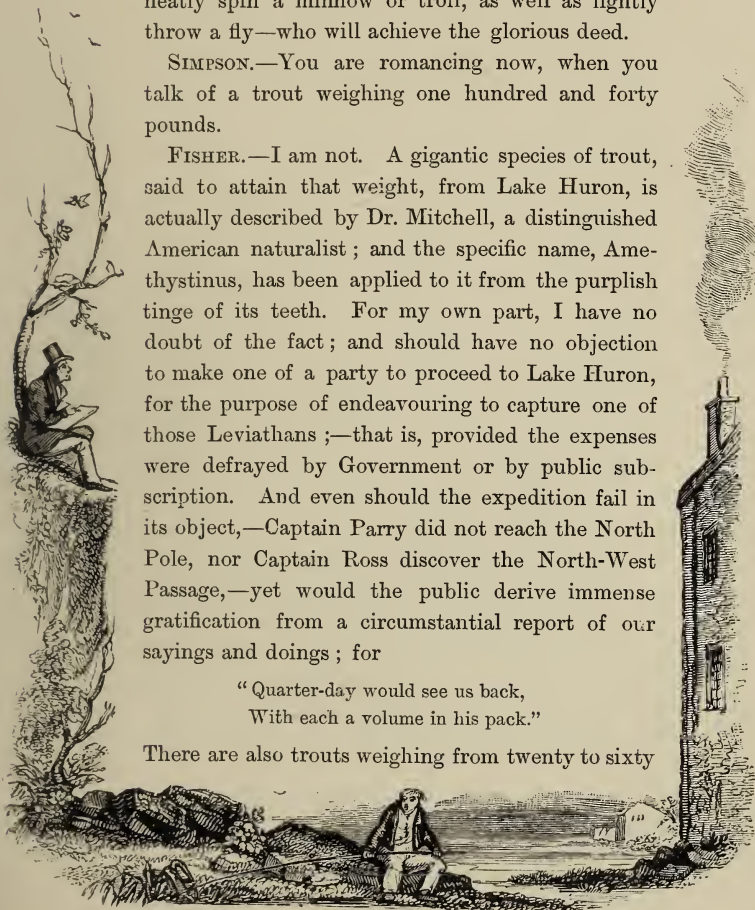 neatly spin a minnow or troll, as well as lightly
throw a fly—who will achieve the glorious deed.
SIMPSON.—You are romancing now, when you
talk of a trout weighing one hundred and forty
pounds.
FISHER.—I am not. A gigantic species of trout,
said to attain that weight, from Lake Huron, is
actually described by Dr. Mitchell, a distinguished
American naturalist ; and the specific name, Ame-
thystinus, has been applied to it from the purplish
tinge of its teeth. For my own part, I have no
doubt of the fact ; and should have no objection
to make one of a party to proceed to Lake Huron,
for the purpose of endeavouring to capture one of
those Leviathans ;—that is, provided the expenses
were defrayed by Government or by public sub-
scription. And even should the expedition fail in
its object,—Captain Parry did not reach the North
Pole, nor Captain Ross discover the North-West
Passage,—yet would the public derive immense
gratification from a circumstantial report of our
sayings and doings ; for
“ Quarter-day would see us back,
With each a volume in his pack.”
There are also trouts weighing from twenty to sixty